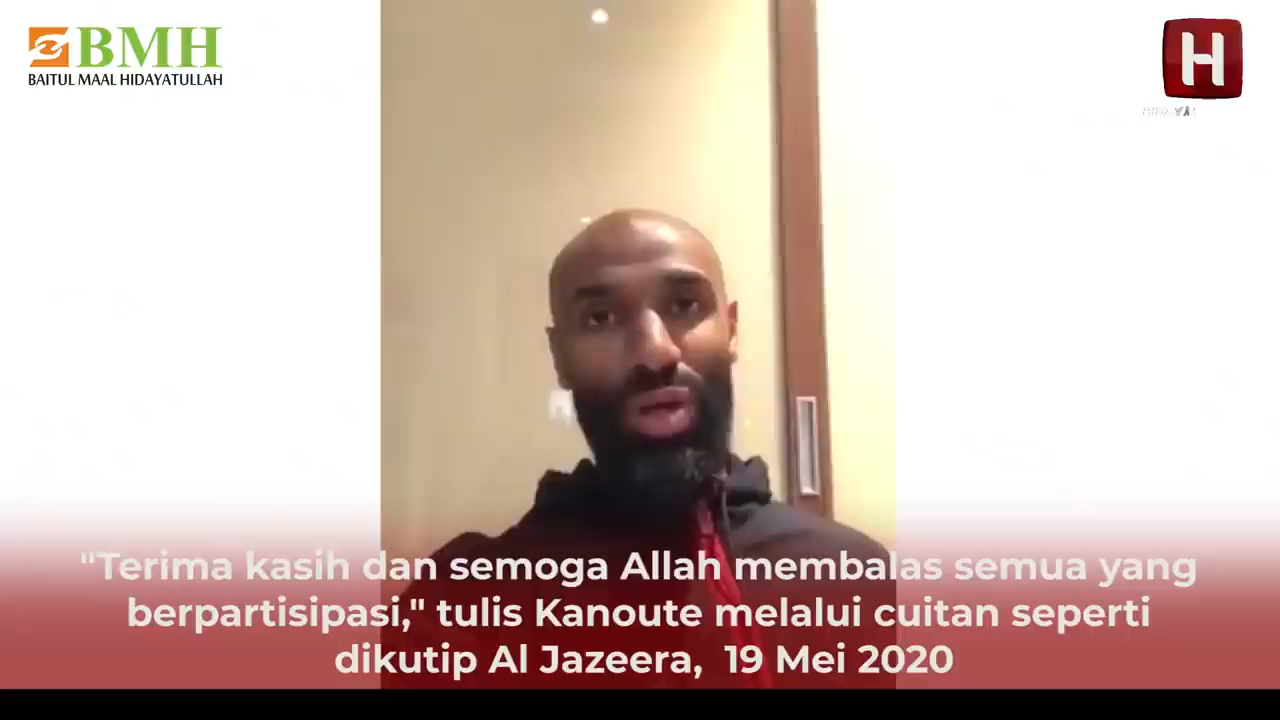 BMH
BAITUL MAAL HIDAYATULLAH
H
"Terima kasih dan semoga Allah membalas semua yang
berpartisipasi," tulis Kanoute melalui cuitan seperti
dikutip Al Jazeera, 19 Mei 2020